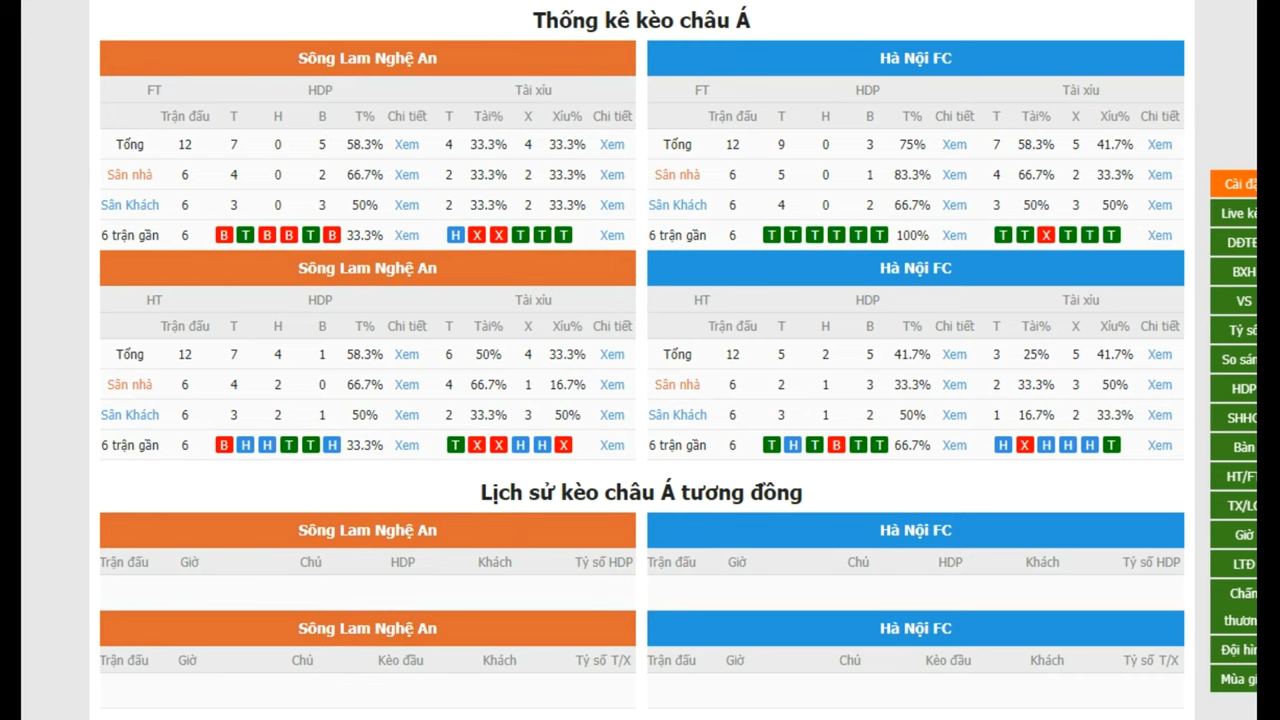 Thống kê kèo châu Á
Sông Lam Nghệ An
FT HDP Tài xỉu
Trận đấu T H B T% Chi tiết T Tài% X Xỉu% Chi tiết
Tổng 12 7 0 5 58.3% Xem 4 33.3% 4 33.3% Xem
Sân nhà 6 4 0 2 66.7% Xem 2 33.3% 2 33.3% Xem
Sân Khách 6 3 0 3 50% Xem 2 33.3% 2 33.3% Xem
6 trận gần 6 B T B B T B 33.3% Xem H X X T T T Xem
Hà Nội FC
FT HDP Tài xỉu
Trận đấu T H B T% Chi tiết T Tài% X Xỉu% Chi tiết
Tổng 12 9 0 3 75% Xem 7 58.3% 5 41.7% Xem
Sân nhà 6 5 0 1 83.3% Xem 4 66.7% 2 33.3% Xem
Sân Khách 6 4 0 2 66.7% Xem 3 50% 3 50% Xem
6 trận gần 6 T T T T T T 100% Xem T T X T T T Xem
Sông Lam Nghệ An
HT HDP Tài xỉu
Trận đấu T H B T% Chi tiết T Tài% X Xỉu% Chi tiết
Tổng 12 7 4 1 58.3% Xem 6 50% 4 33.3% Xem
Sân nhà 6 4 2 0 66.7% Xem 4 66.7% 1 16.7% Xem
Sân Khách 6 3 2 1 50% Xem 2 33.3% 3 50% Xem
6 trận gần 6 B H H T T H 33.3% Xem T X X H H X Xem
Hà Nội FC
HT HDP Tài xỉu
Trận đấu T H B T% Chi tiết T Tài% X Xỉu% Chi tiết
Tổng 12 5 2 5 41.7% Xem 3 25% 5 41.7% Xem
Sân nhà 6 2 1 3 33.3% Xem 2 33.3% 3 50% Xem
Sân Khách 6 3 1 2 50% Xem 1 16.7% 2 33.3% Xem
6 trận gần 6 T H T B T T 66.7% Xem H X H H H T Xem
Lịch sử kèo châu Á tương đồng
Sông Lam Nghệ An
Trận đấu Giờ Chủ HDP Khách Tỷ số HDP
Hà Nội FC
Trận đấu Giờ Chủ HDP Khách Tỷ số HDP
Sông Lam Nghệ An
Trận đấu Giờ Chủ Kèo đầu Khách Tỷ số T/X
Hà Nội FC
Trận đấu Giờ Chủ Kèo đầu Khách Tỷ số T/X
Cài
Live
BXH
VS
Tỷ
So
HDP
Bàn
Giờ
LTĐ
Đội
Mùa